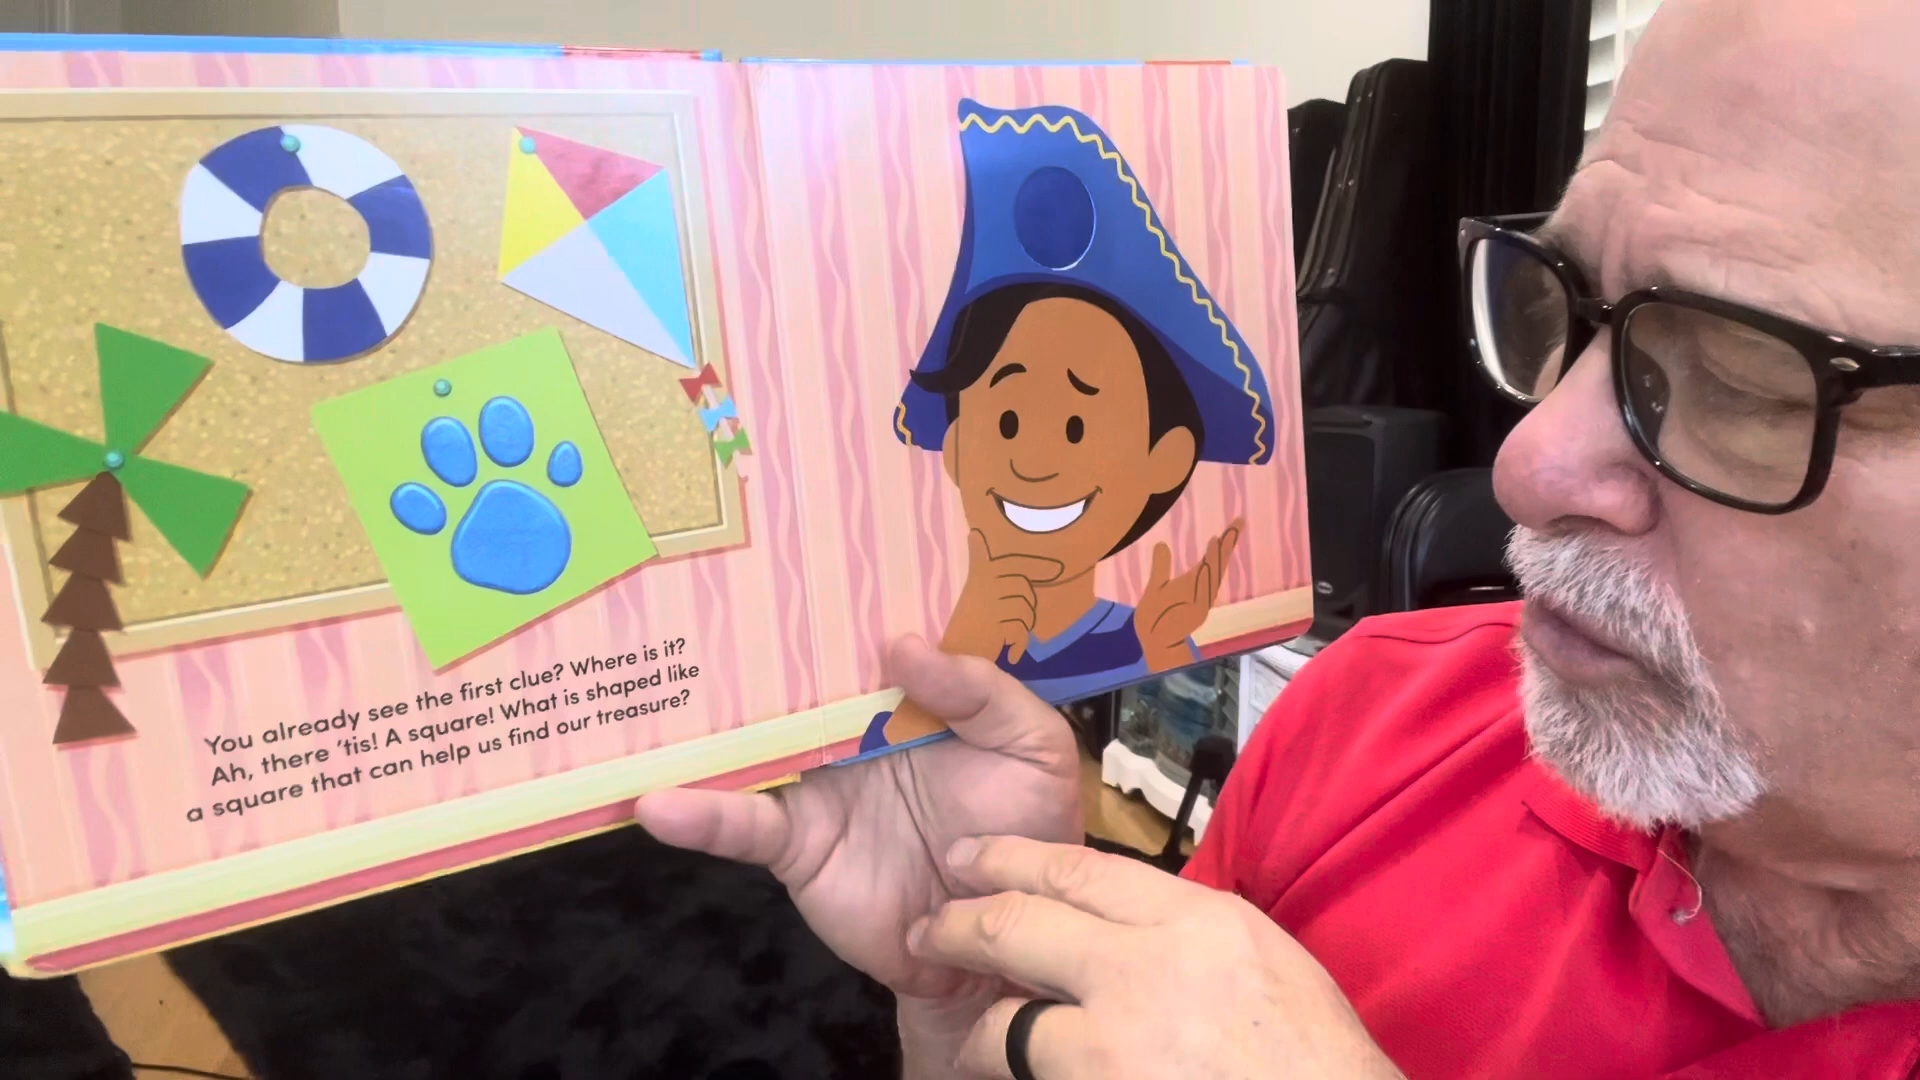 You already see the first clue? Where is it?
Ah, there ’tis! A square! What is shaped like
a square that can help us find our treasure?